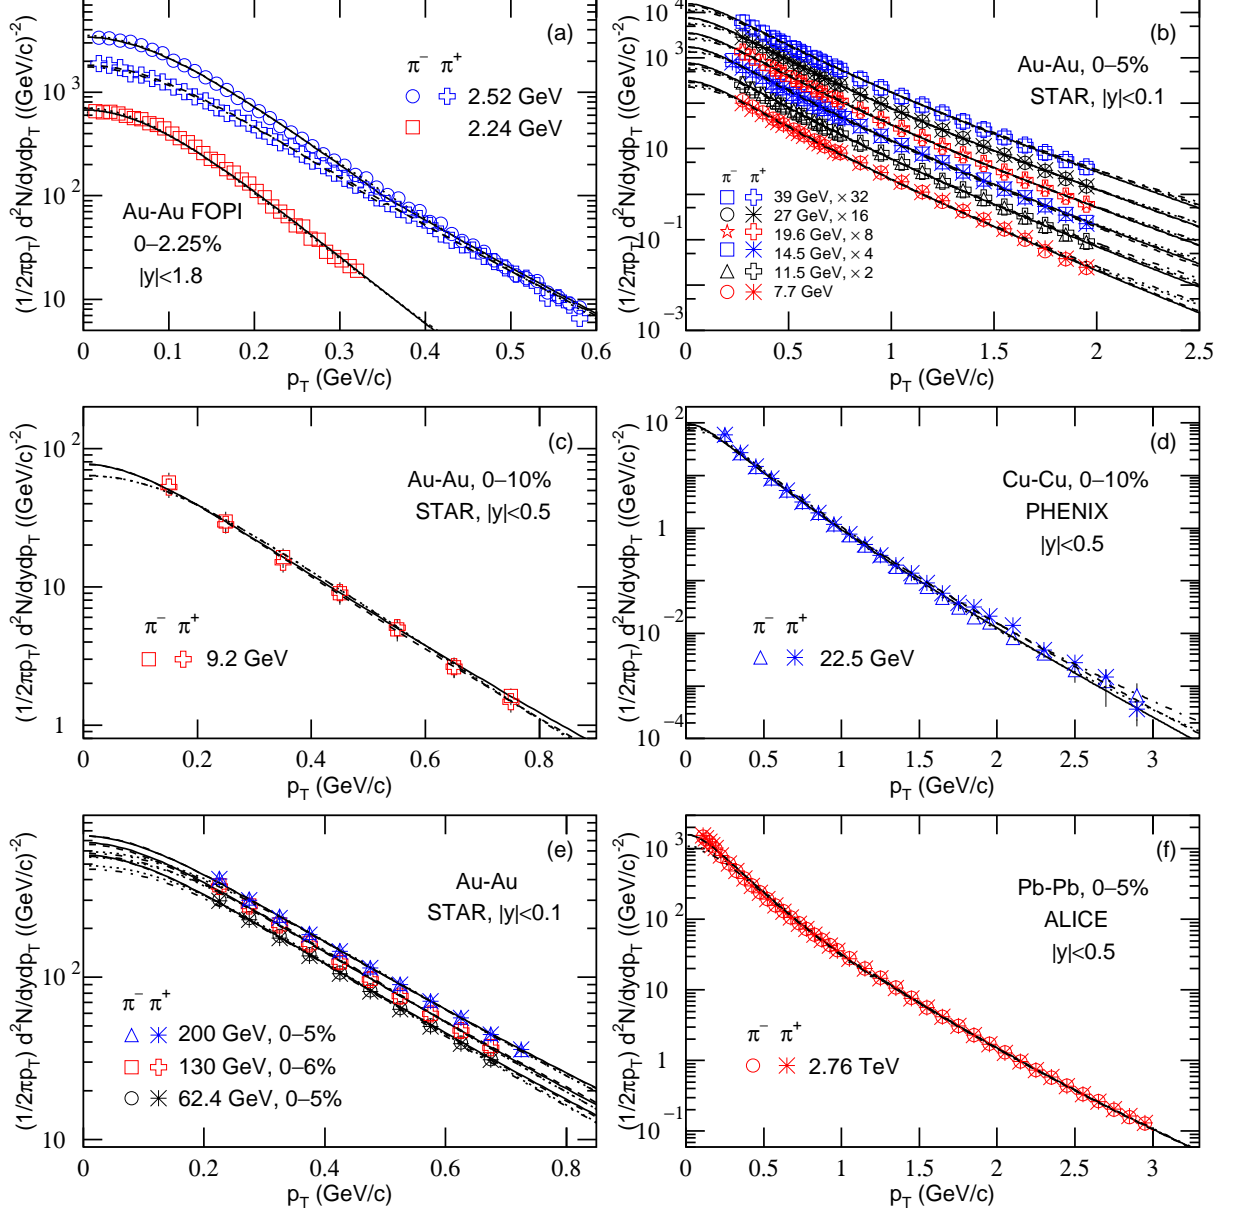 (a)
π⁻ π⁺
2.52 GeV
2.24 GeV
Au-Au FOPI
0–2.25%
|y|<1.8
(1/2πp_T) d²N/dydp_T ((GeV/c)⁻²)
10³
10²
10
0 0.1 0.2 0.3 0.4 0.5 0.6
p_T (GeV/c)
(b)
Au-Au, 0–5%
STAR, |y|<0.1
π⁻ π⁺
39 GeV, × 32
27 GeV, × 16
19.6 GeV, × 8
14.5 GeV, × 4
11.5 GeV, × 2
7.7 GeV
(1/2πp_T) d²N/dydp_T ((GeV/c)⁻²)
10⁴
10³
10
10⁻¹
10⁻³
0 0.5 1 1.5 2 2.5
p_T (GeV/c)
(c)
Au-Au, 0–10%
STAR, |y|<0.5
π⁻ π⁺
9.2 GeV
(1/2πp_T) d²N/dydp_T ((GeV/c)⁻²)
10²
10
1
0 0.2 0.4 0.6 0.8
p_T (GeV/c)
(d)
Cu-Cu, 0–10%
PHENIX
|y|<0.5
π⁻ π⁺
22.5 GeV
(1/2πp_T) d²N/dydp_T ((GeV/c)⁻²)
10²
1
10⁻²
10⁻⁴
0 0.5 1 1.5 2 2.5 3
p_T (GeV/c)
(e)
Au-Au
STAR, |y|<0.1
π⁻ π⁺
200 GeV, 0–5%
130 GeV, 0–6%
62.4 GeV, 0–5%
(1/2πp_T) d²N/dydp_T ((GeV/c)⁻²)
10²
10
0 0.2 0.4 0.6 0.8
p_T (GeV/c)
(f)
Pb-Pb, 0–5%
ALICE
|y|<0.5
π⁻ π⁺
2.76 TeV
(1/2πp_T) d²N/dydp_T ((GeV/c)⁻²)
10³
10²
10
1
10⁻¹
0 0.5 1 1.5 2 2.5 3
p_T (GeV/c)